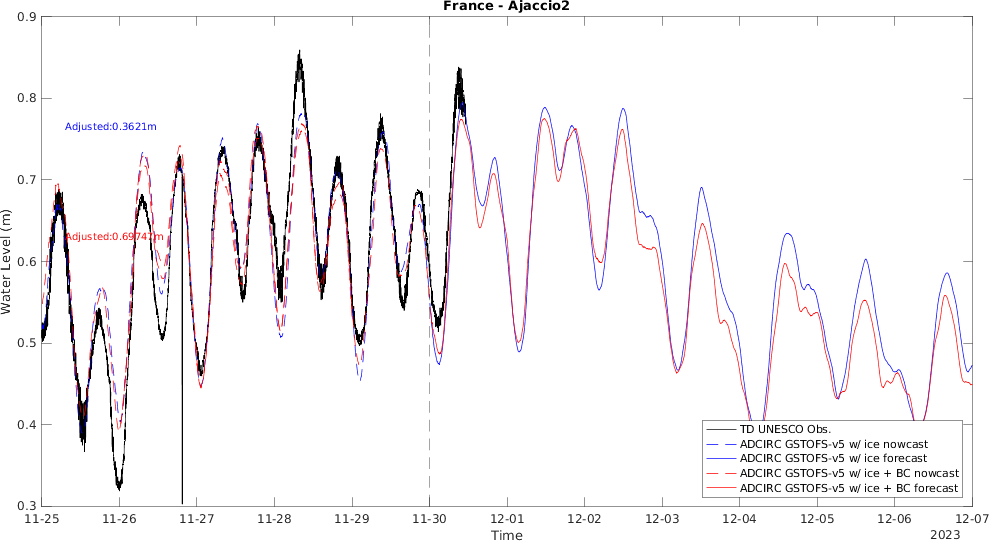 France - Ajaccio2
0.9
0.8
0.7
0.6
0.5
0.4
0.3
Water Level (m)
Adjusted:0.3621m
Adjusted:0.69747m
TD UNESCO Obs.
ADCIRC GSTOFS-v5 w/ ice nowcast
ADCIRC GSTOFS-v5 w/ ice forecast
ADCIRC GSTOFS-v5 w/ ice + BC nowcast
ADCIRC GSTOFS-v5 w/ ice + BC forecast
11-25 11-26 11-27 11-28 11-29 11-30 12-01 12-02 12-03 12-04 12-05 12-06 12-07
Time
2023